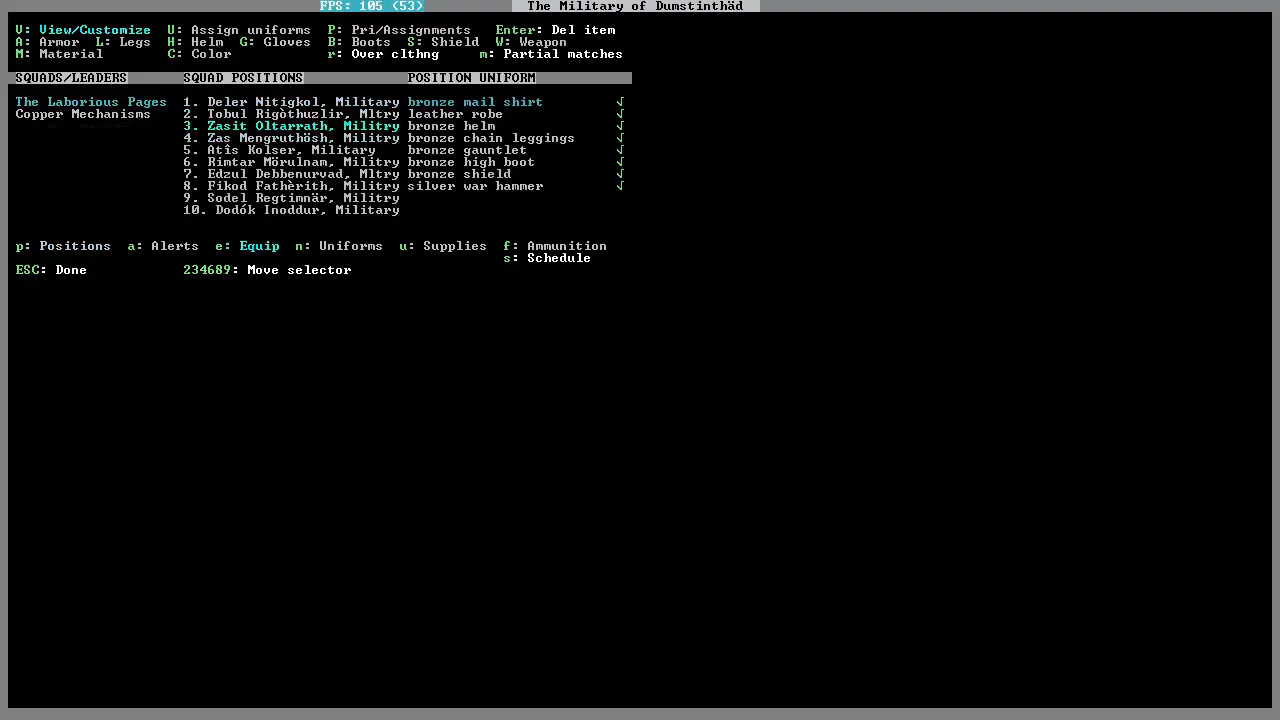 FPS: 105 (53) The Military of Dumstinthäd
V: View/Customize U: Assign uniforms P: Pri/Assignments Enter: Del item
A: Armor L: Legs H: Helm G: Gloves B: Boots S: Shield W: Weapon
M: Material C: Color r: Over clthng m: Partial matches
SQUADS/LEADERS SQUAD POSITIONS POSITION UNIFORM
The Laborious Pages 1. Deler Nitigkol, Military bronze mail shirt √
Copper Mechanisms 2. Tobul Rigòthuzlir, Mltry leather robe √
3. Zasit Oltarrath, Militry bronze helm √
4. Zas Mengruthösh, Militry bronze chain leggings √
5. Atîs Kolser, Military bronze gauntlet √
6. Rimtar Mörulnam, Militry bronze high boot √
7. Edzul Debbenurvad, Mltry bronze shield √
8. Fikod Fathèrith, Militry silver war hammer √
9. Sodel Regtimnär, Militry
10. Dodók Inoddur, Military
p: Positions a: Alerts e: Equip n: Uniforms u: Supplies f: Ammunition
s: Schedule
ESC: Done 234689: Move selector